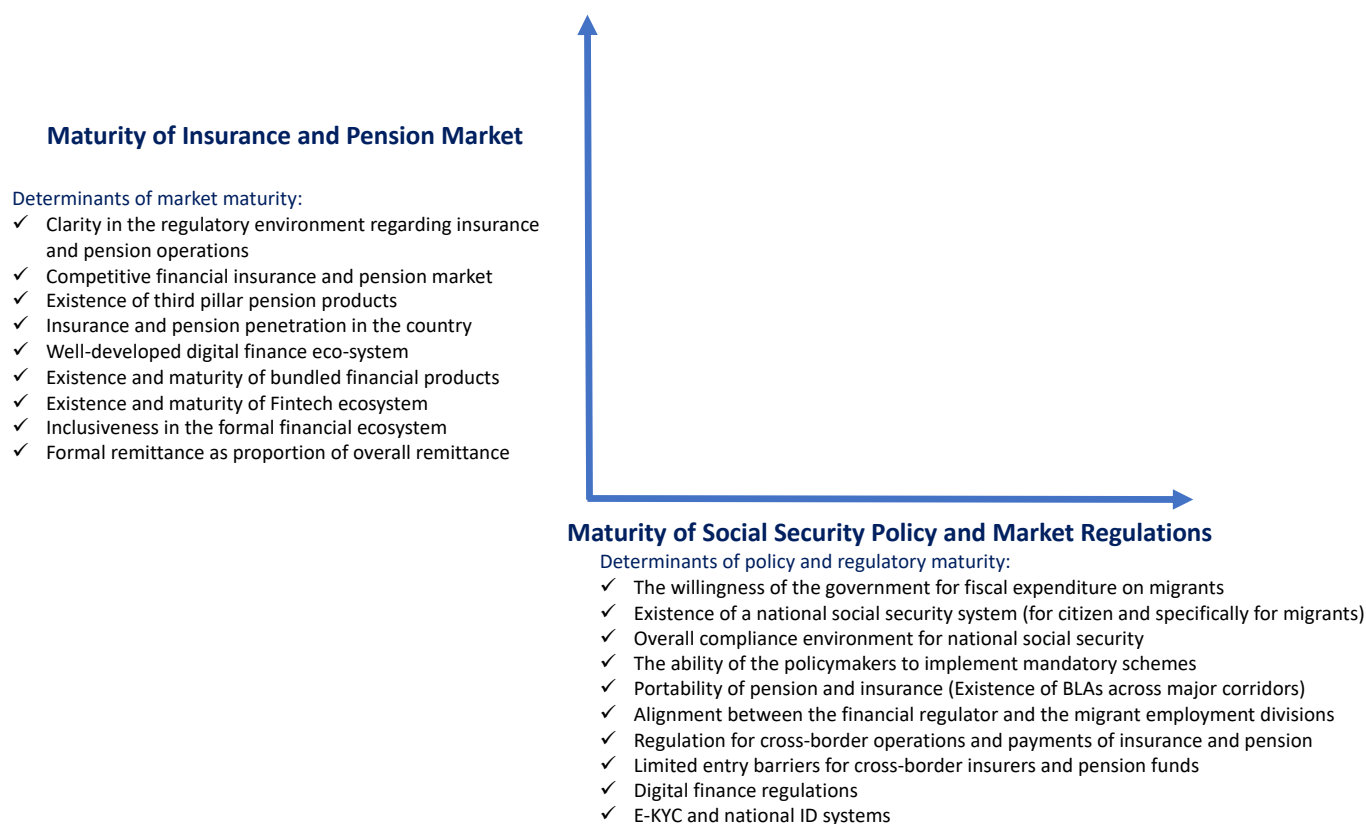 Maturity of Insurance and Pension Market
Determinants of market maturity:
✓ Clarity in the regulatory environment regarding insurance
and pension operations
✓ Competitive financial insurance and pension market
✓ Existence of third pillar pension products
✓ Insurance and pension penetration in the country
✓ Well-developed digital finance eco-system
✓ Existence and maturity of bundled financial products
✓ Existence and maturity of Fintech ecosystem
✓ Inclusiveness in the formal financial ecosystem
✓ Formal remittance as proportion of overall remittance
Maturity of Social Security Policy and Market Regulations
Determinants of policy and regulatory maturity:
✓ The willingness of the government for fiscal expenditure on migrants
✓ Existence of a national social security system (for citizen and specifically for migrants)
✓ Overall compliance environment for national social security
✓ The ability of the policymakers to implement mandatory schemes
✓ Portability of pension and insurance (Existence of BLAs across major corridors)
✓ Alignment between the financial regulator and the migrant employment divisions
✓ Regulation for cross-border operations and payments of insurance and pension
✓ Limited entry barriers for cross-border insurers and pension funds
✓ Digital finance regulations
✓ E-KYC and national ID systems